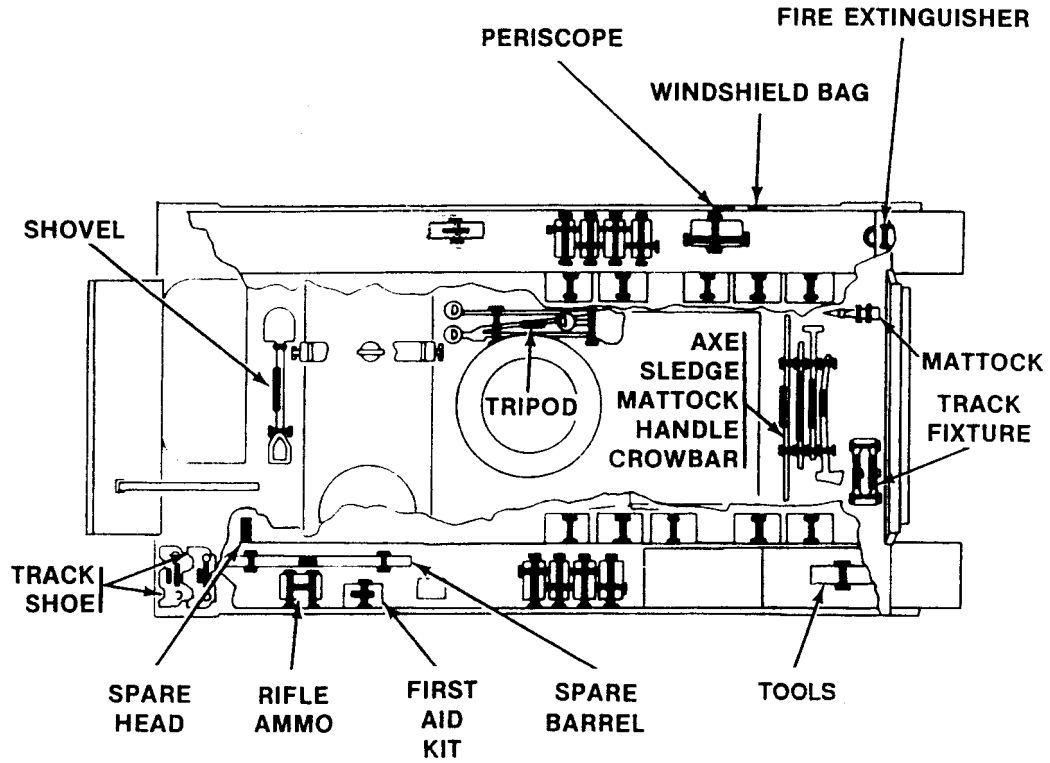 FIRE EXTINGUISHER
PERISCOPE
WINDSHIELD BAG
SHOVEL
AXE
SLEDGE
MATTOCK
HANDLE
CROWBAR
MATTOCK
TRIPOD
TRACK
FIXTURE
TRACK
SHOE
SPARE
HEAD
RIFLE
AMMO
FIRST
AID
KIT
SPARE
BARREL
TOOLS